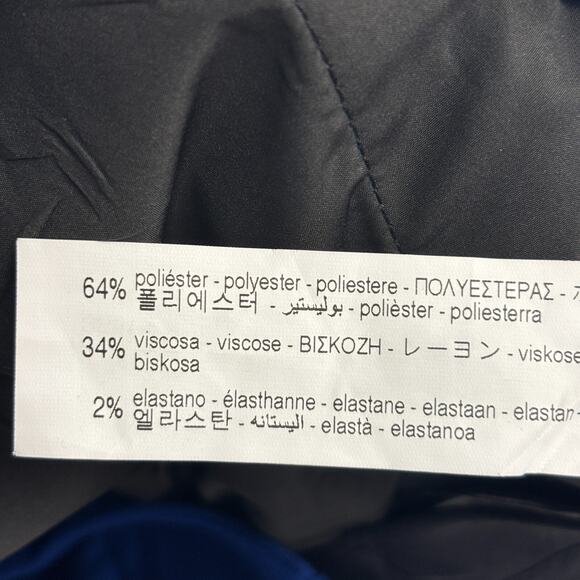 64% poliéster - polyester - poliestere - ΠΟΛΥΕΣΤΕΡΑΣ -
폴리에스터 - بوليستير - polièster - poliesterra
34% viscosa - viscose - ΒΙΣΚΟΖΗ - レーヨン - viskose
biskosa
2% elastano - élasthanne - elastane - elastaan - elastan -
엘라스탄 - اليستانه - elastà - elastanoa